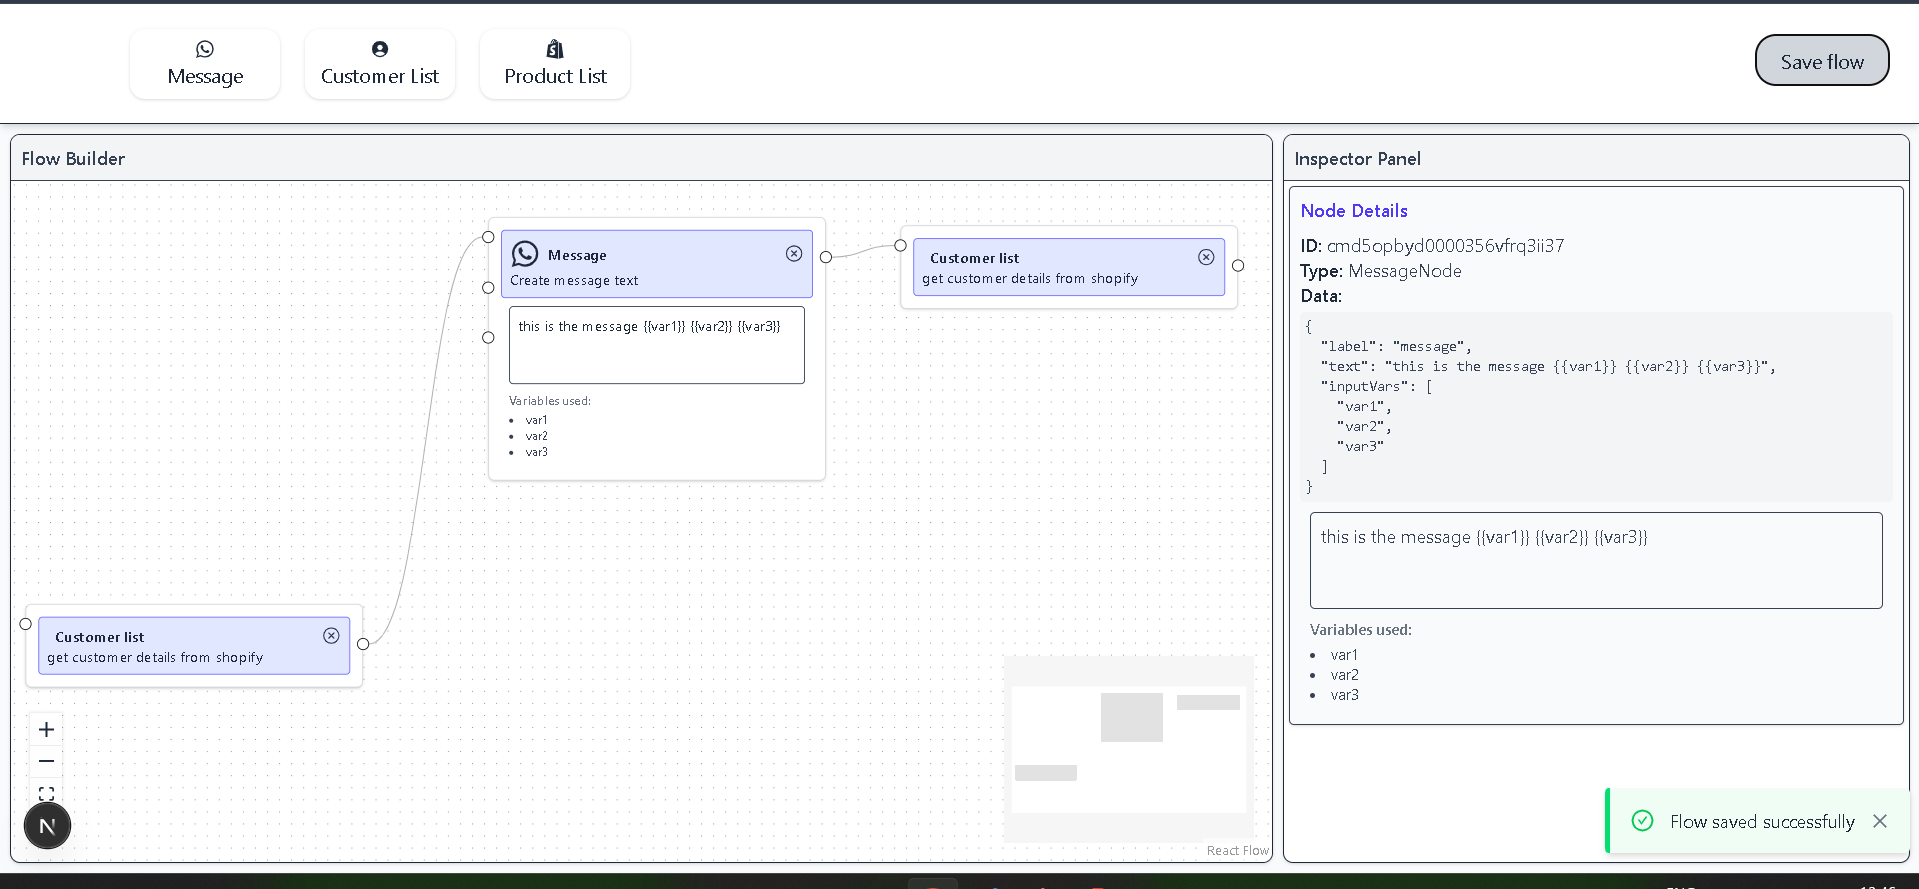 Message
Customer List
Product List
Save flow
Flow Builder
Message
Create message text
this is the message {{var1}} {{var2}} {{var3}}
Variables used:
var1
var2
var3
Customer list
get customer details from shopify
Customer list
get customer details from shopify
N
React Flow
Inspector Panel
Node Details
ID: cmd5opbyd0000356vfrq3ii37
Type: MessageNode
Data:
{
"label": "message",
"text": "this is the message {{var1}} {{var2}} {{var3}}",
"inputVars": [
"var1",
"var2",
"var3"
]
}
this is the message {{var1}} {{var2}} {{var3}}
Variables used:
var1
var2
var3
Flow saved successfully